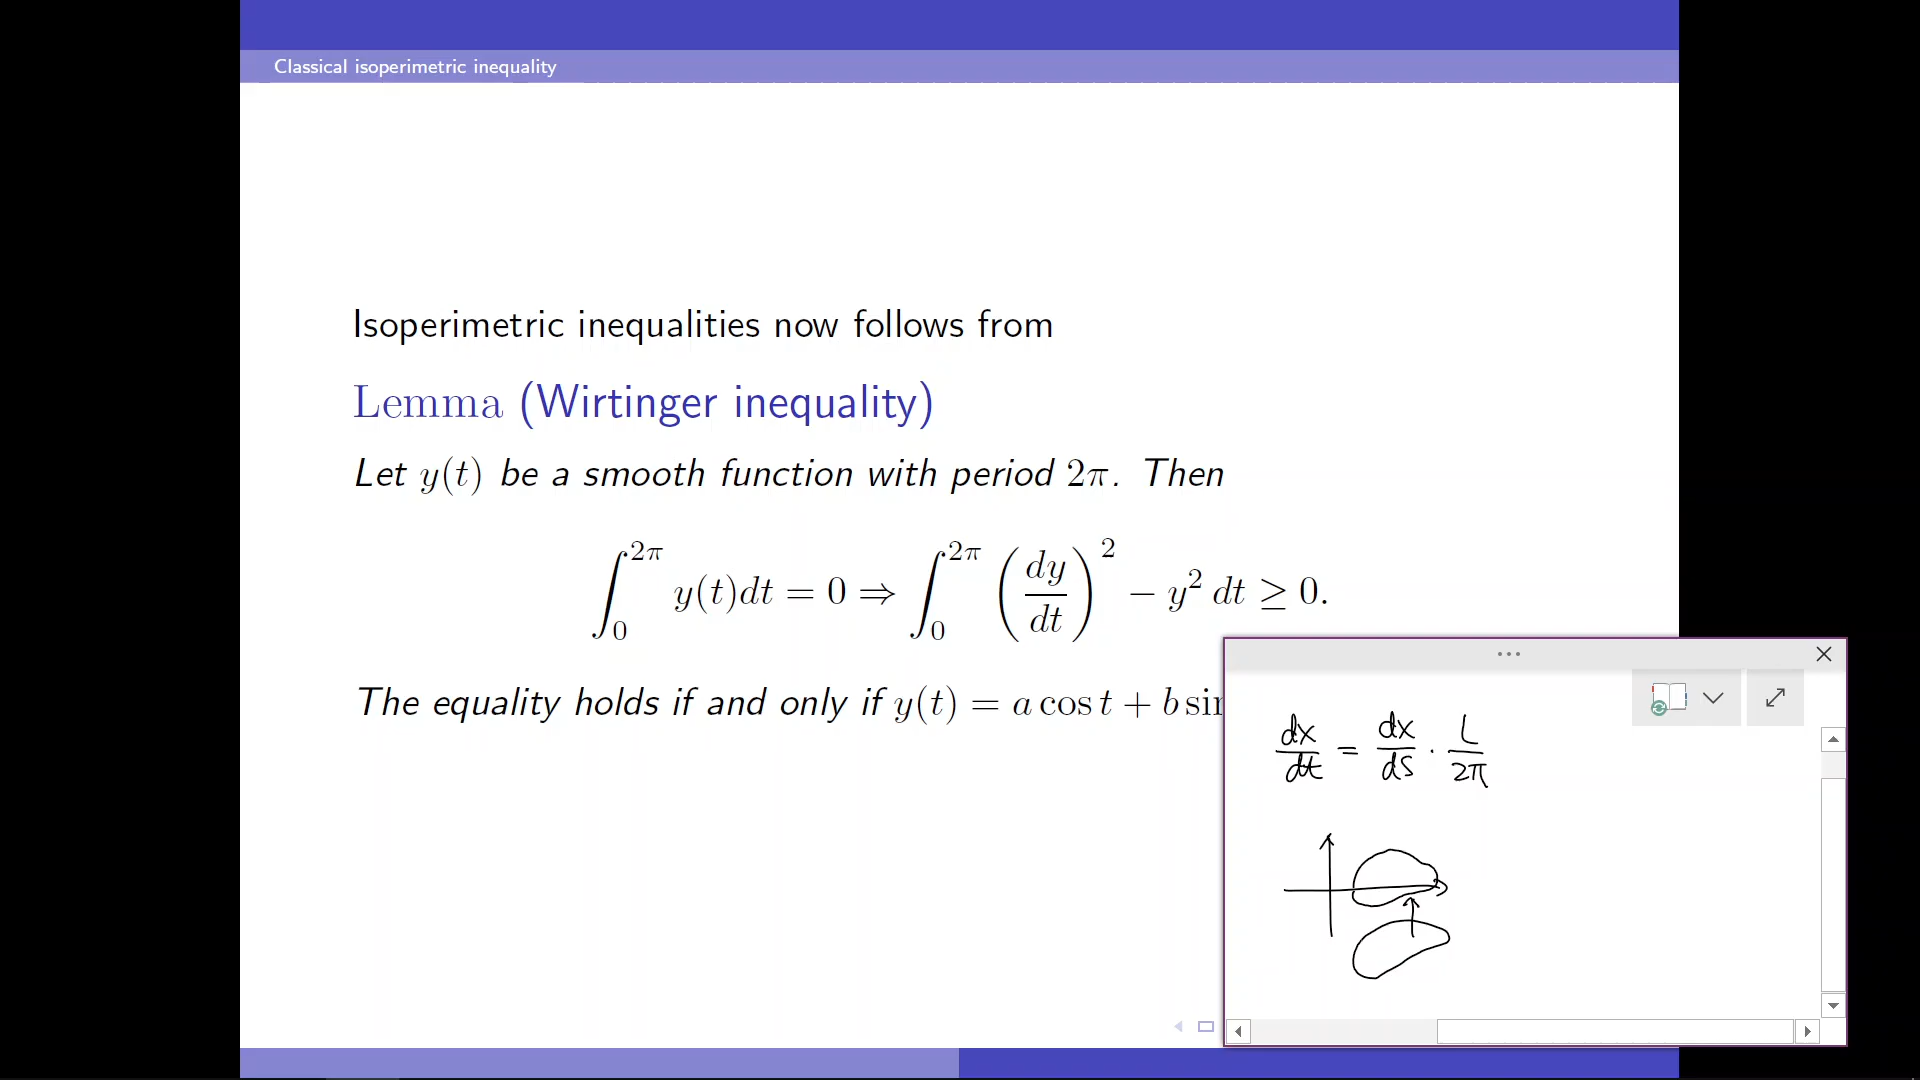 Classical isoperimetric inequality
Isoperimetric inequalities now follows from
Lemma (Wirtinger inequality)
Let y(t) be a smooth function with period 2π. Then
∫₀^{2π} y(t)dt = 0 ⇒ ∫₀^{2π} (dy/dt)² − y² dt ≥ 0.
The equality holds if and only if y(t) = a cos t + b sin
dx/dt = dx/ds · L/2π